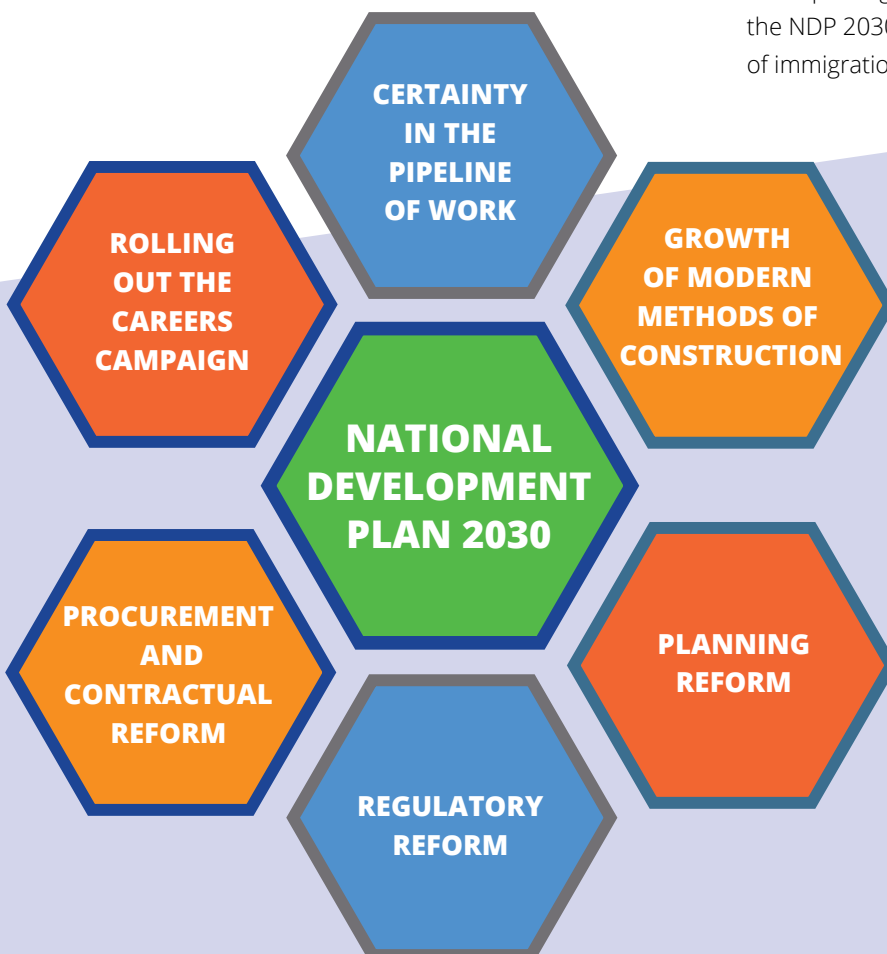 the NDP 2030
of immigratio
CERTAINTY
IN THE
PIPELINE
OF WORK
ROLLING
OUT THE
CAREERS
CAMPAIGN
GROWTH
OF MODERN
METHODS OF
CONSTRUCTION
NATIONAL
DEVELOPMENT
PLAN 2030
PROCUREMENT
AND
CONTRACTUAL
REFORM
PLANNING
REFORM
REGULATORY
REFORM